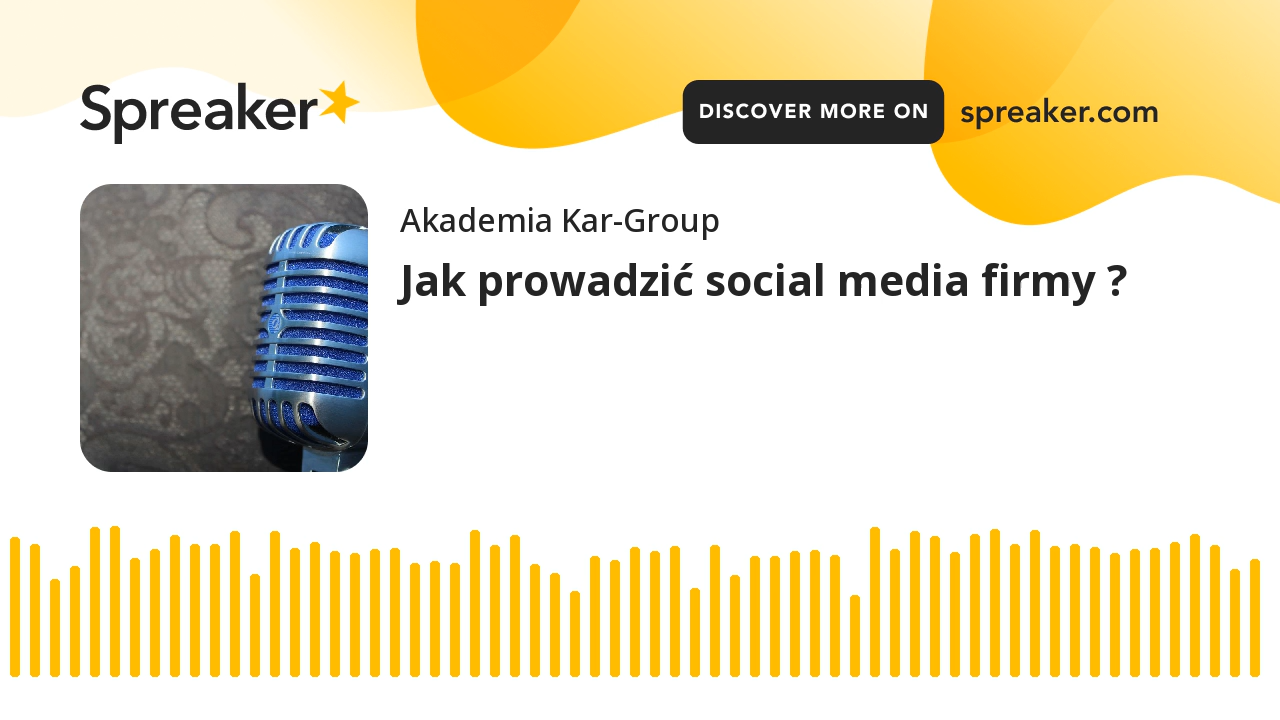 Spreaker
DISCOVER MORE ON spreaker.com
Akademia Kar-Group
Jak prowadzić social media firmy ?